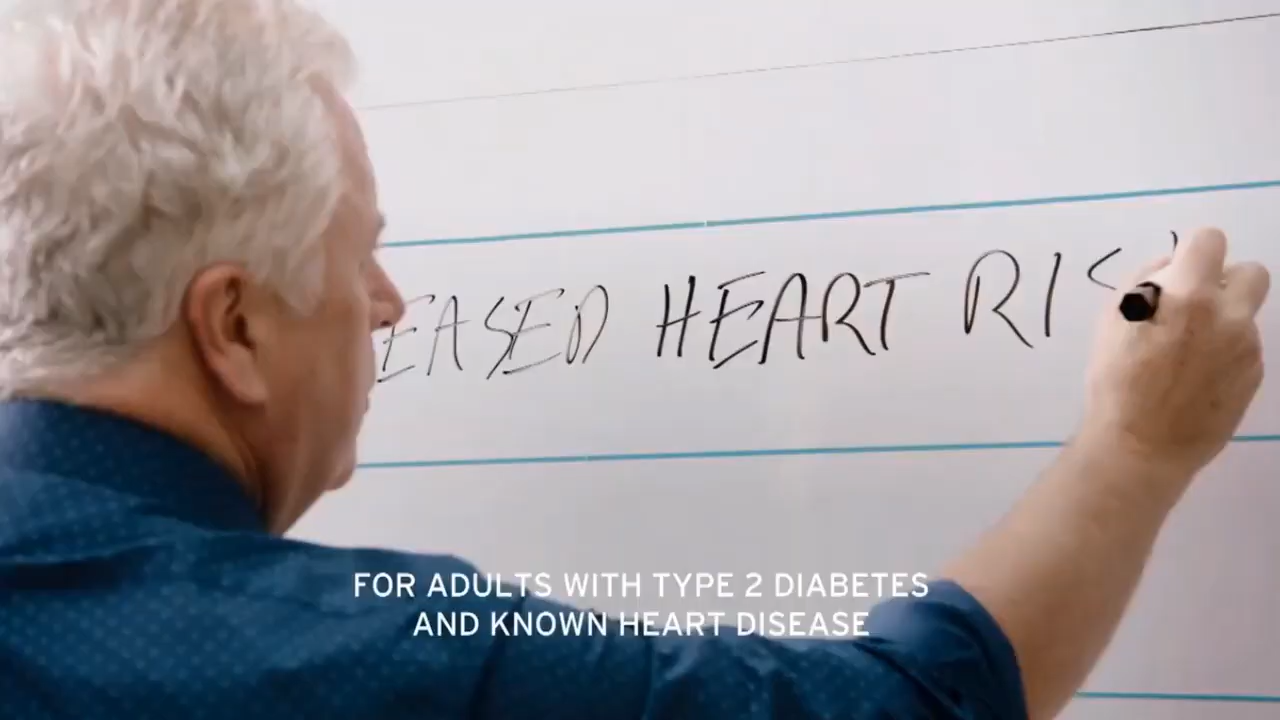 EASED HEART RIS
FOR ADULTS WITH TYPE 2 DIABETES
AND KNOWN HEART DISEASE